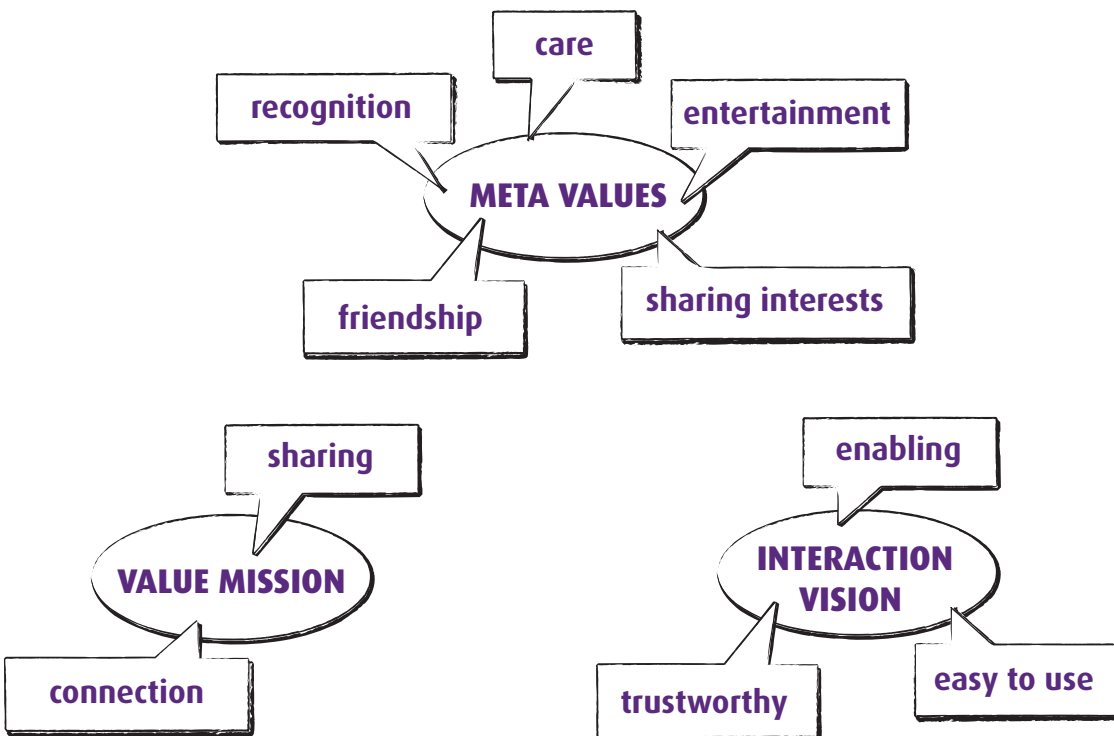 care
recognition
entertainment
META VALUES
friendship
sharing interests
sharing
enabling
VALUE MISSION
INTERACTION
VISION
connection
trustworthy
easy to use